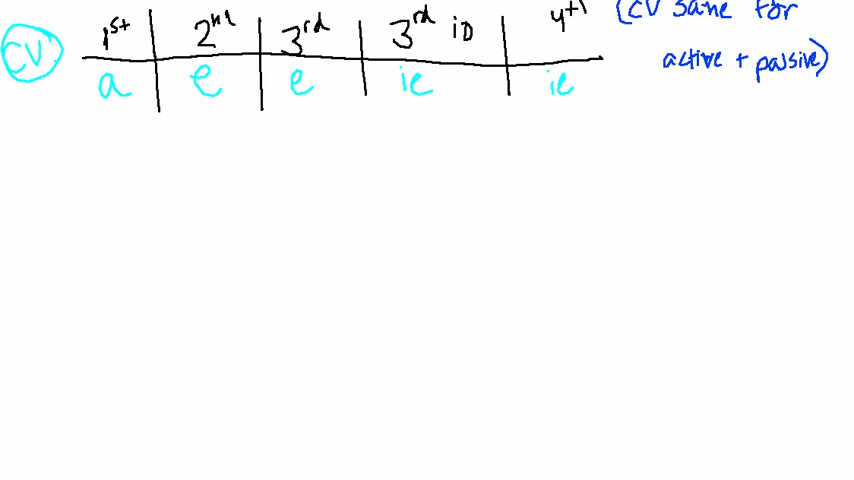 CV 1st 2nd 3rd 3rd io 4th
a e e ie ie
(CV same for
active + passive)